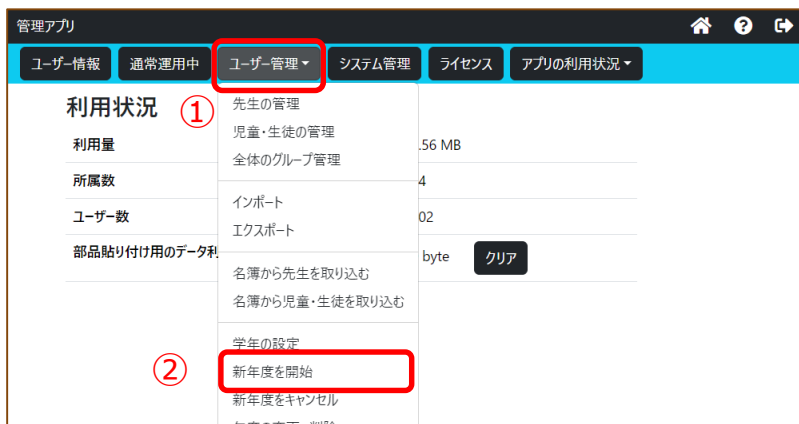 管理アプリ
ユーザー情報 通常運用中 ユーザー管理 システム管理 ライセンス アプリの利用状況
利用状況 ① 先生の管理
児童・生徒の管理
利用量 .56 MB
全体のグループ管理
所属数 4
インポート
ユーザー数 02
エクスポート
部品貼り付け用のデータ利 byte クリア
名簿から先生を取り込む
名簿から児童・生徒を取り込む
学年の設定
② 新年度を開始
新年度をキャンセル